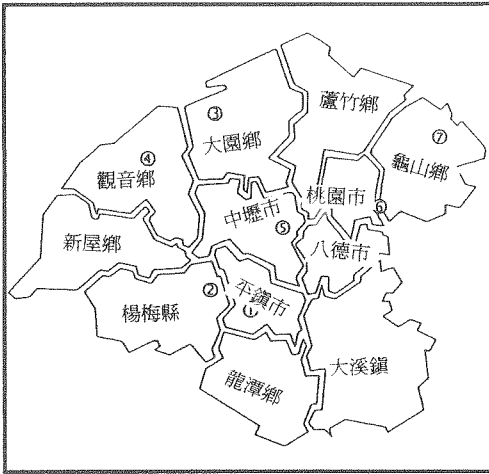 ③
蘆竹鄉
⑦
大園鄉
龜山鄉
④
觀音鄉
桃園市
⑥
中壢市
⑤
新屋鄉
八德市
②
平鎮市
楊梅縣
大溪鎮
龍潭鄉